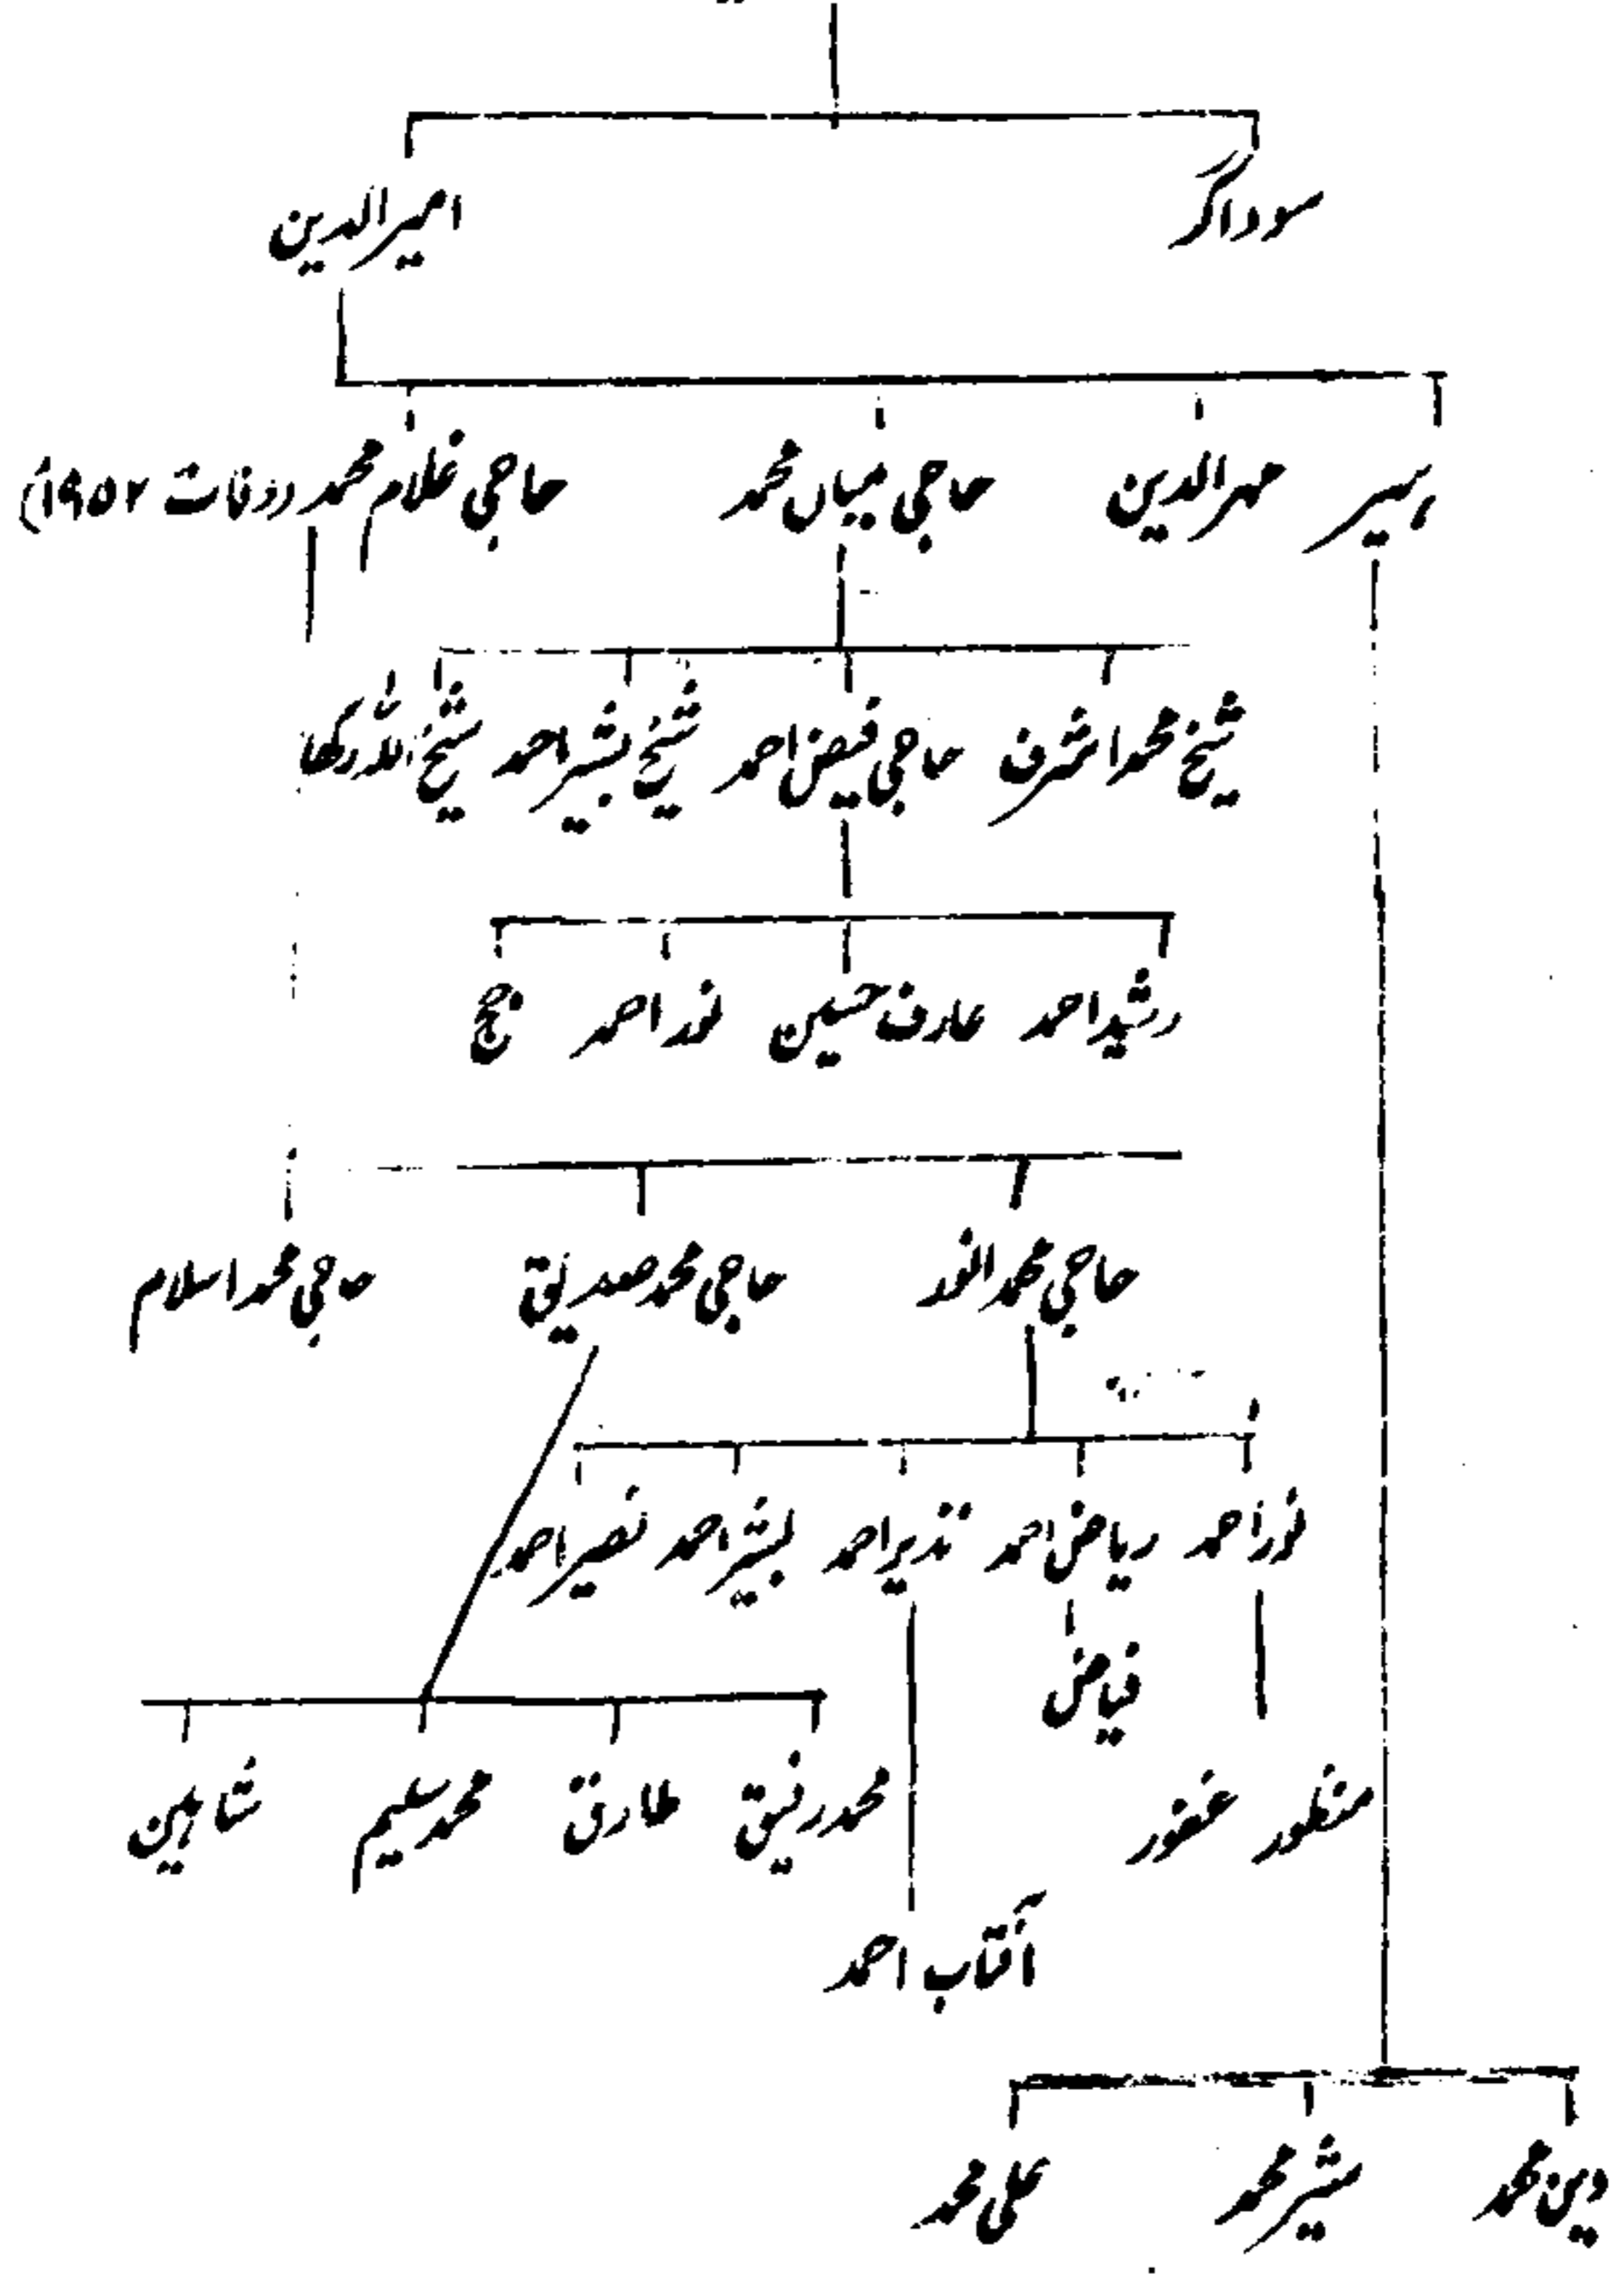 سوداگر امیرالدین
ہیر مہرالدین حاجی میاں محمد حاجی غلام محمد (وفات ۱۹۵۲ء)
شیخ محمد اشرف حاجی فیض احمد شیخ بشیر احمد شیخ اللہ رکھا
رشید احمد عارف حسین نور احمد
حاجی محمد انور حاجی محمد صدیق حاجی محمد اسلام
نور احمد ریاض احمد نذیر احمد بشیر احمد نصیر احمد
فیاض
منظور غفور محمد رفیق طارق محمد سلیم شاہین
آفتاب احمد
دین محمد شیر محمد علی محمد